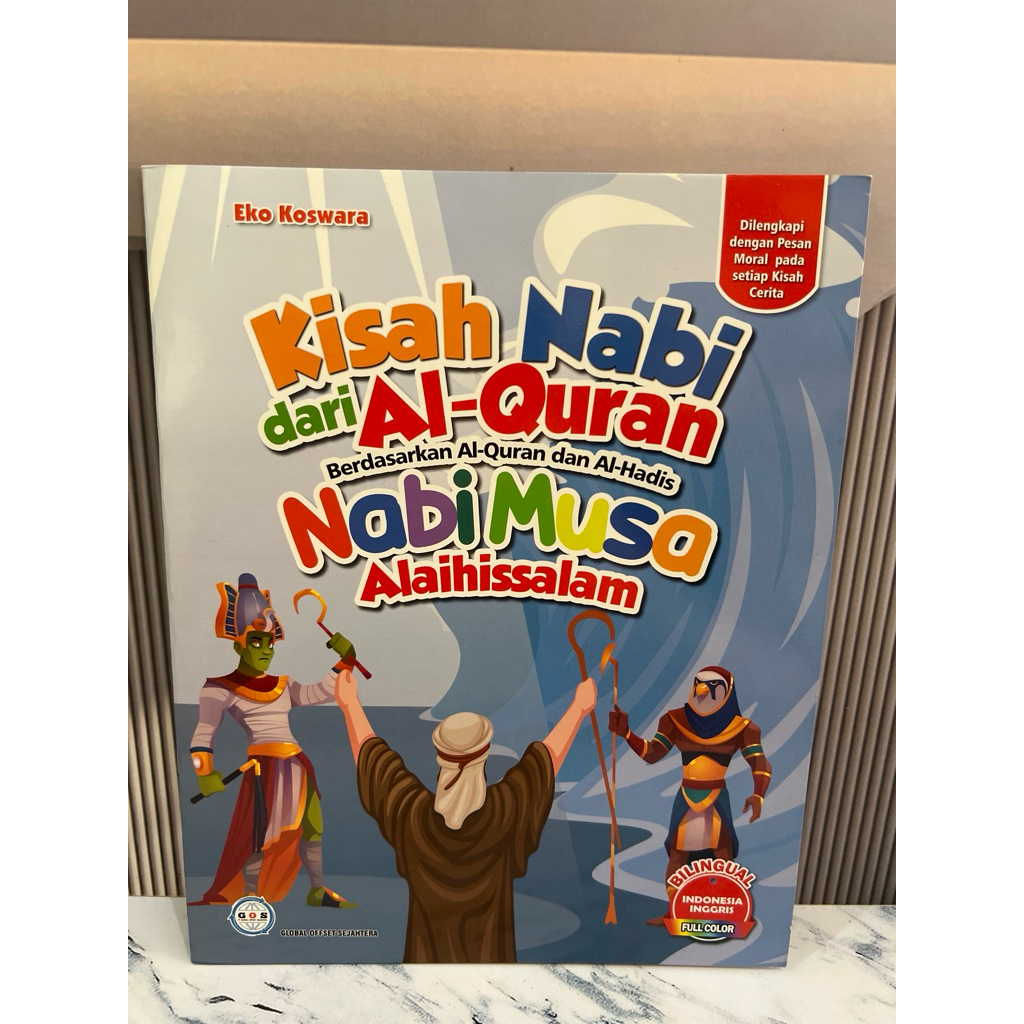 Eko Koswara
Dilengkapi
dengan Pesan
Moral pada
setiap Kisah
Cerita
Kisah Nabi
dari Al-Quran
Berdasarkan Al-Quran dan Al-Hadis
Nabi Musa
Alaihissalam
BILINGUAL
INDONESIA
INGGRIS
FULL COLOR
GOS
GLOBAL OFFSET SEJAHTERA